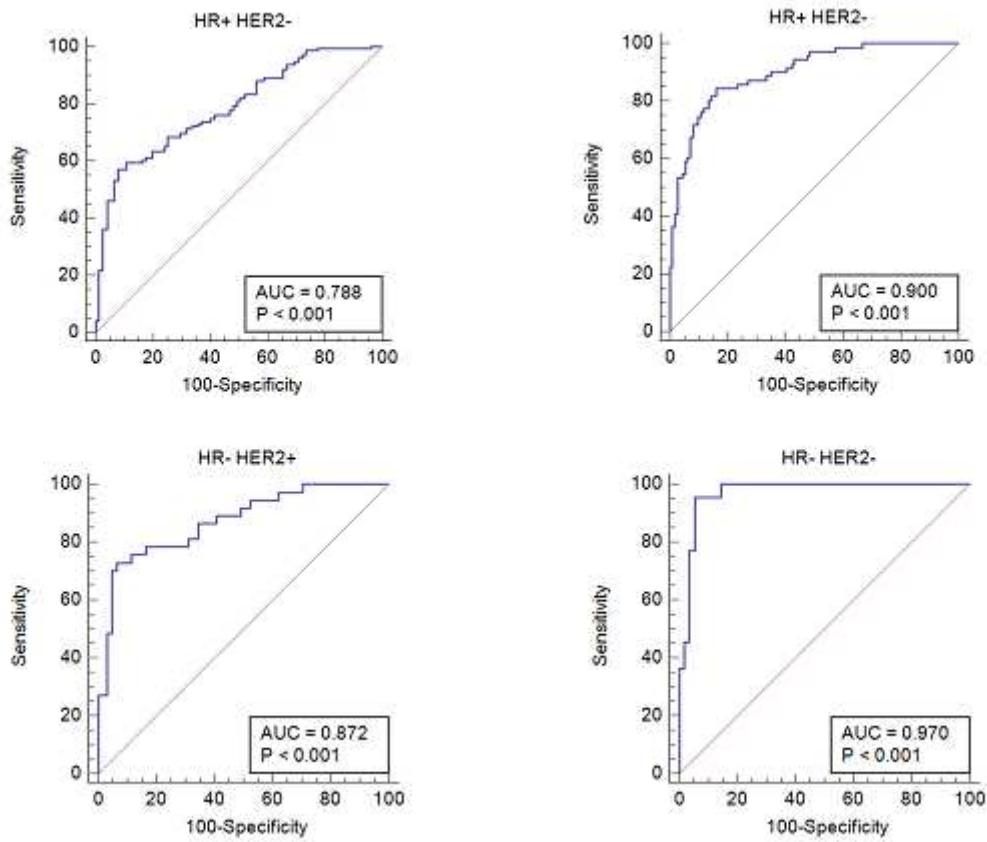 HR+ HER2-
100
80
60
40
20
0
Sensitivity
AUC = 0.788
P < 0.001
0 20 40 60 80 100
100-Specificity
HR+ HER2-
100
80
60
40
20
0
Sensitivity
AUC = 0.900
P < 0.001
0 20 40 60 80 100
100-Specificity
HR- HER2+
100
80
60
40
20
0
Sensitivity
AUC = 0.872
P < 0.001
0 20 40 60 80 100
100-Specificity
HR- HER2-
100
80
60
40
20
0
Sensitivity
AUC = 0.970
P < 0.001
0 20 40 60 80 100
100-Specificity